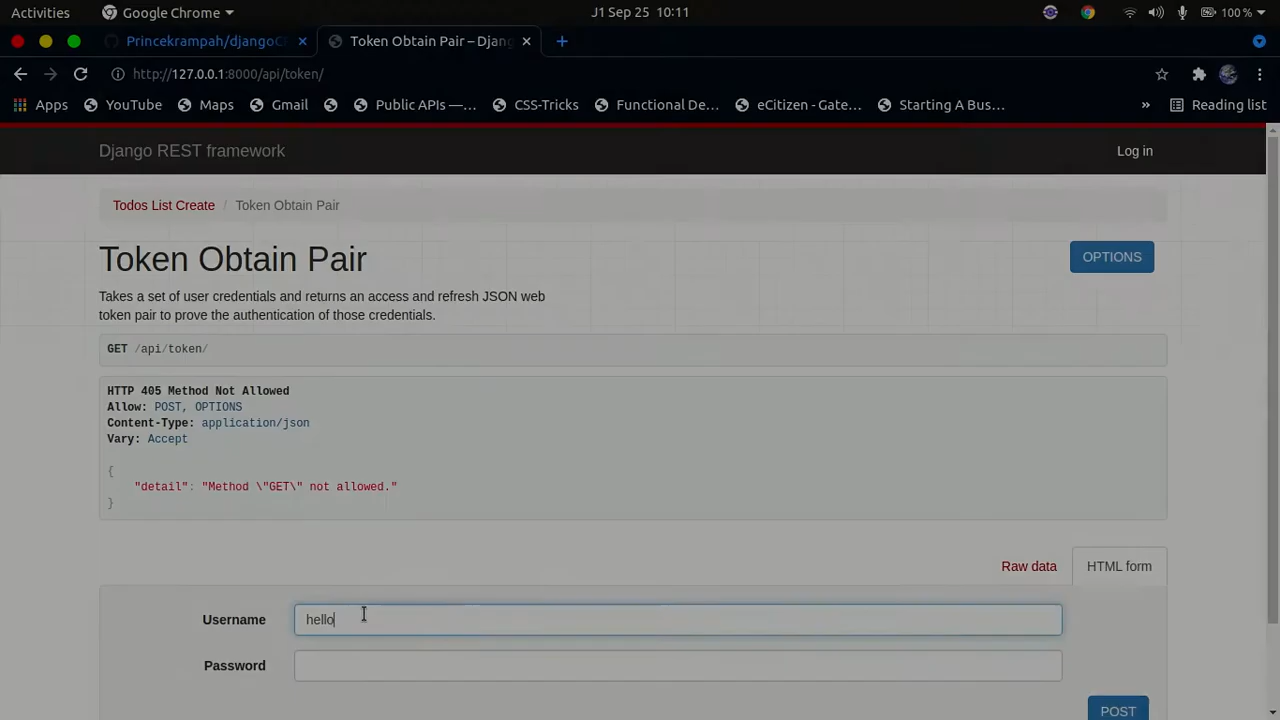 Activities Google Chrome J1 Sep 25 10:11 100 %
Princekrampah/djangoC Token Obtain Pair – Djang
http://127.0.0.1:8000/api/token/
Apps YouTube Maps Gmail Public APIs —… CSS-Tricks Functional De… eCitizen - Gate… Starting A Bus… » Reading list
Django REST framework Log in
Todos List Create / Token Obtain Pair
Token Obtain Pair OPTIONS
Takes a set of user credentials and returns an access and refresh JSON web
token pair to prove the authentication of those credentials.
GET /api/token/
HTTP 405 Method Not Allowed
Allow: POST, OPTIONS
Content-Type: application/json
Vary: Accept
{
"detail": "Method \"GET\" not allowed."
}
Raw data HTML form
Username hello
Password
POST